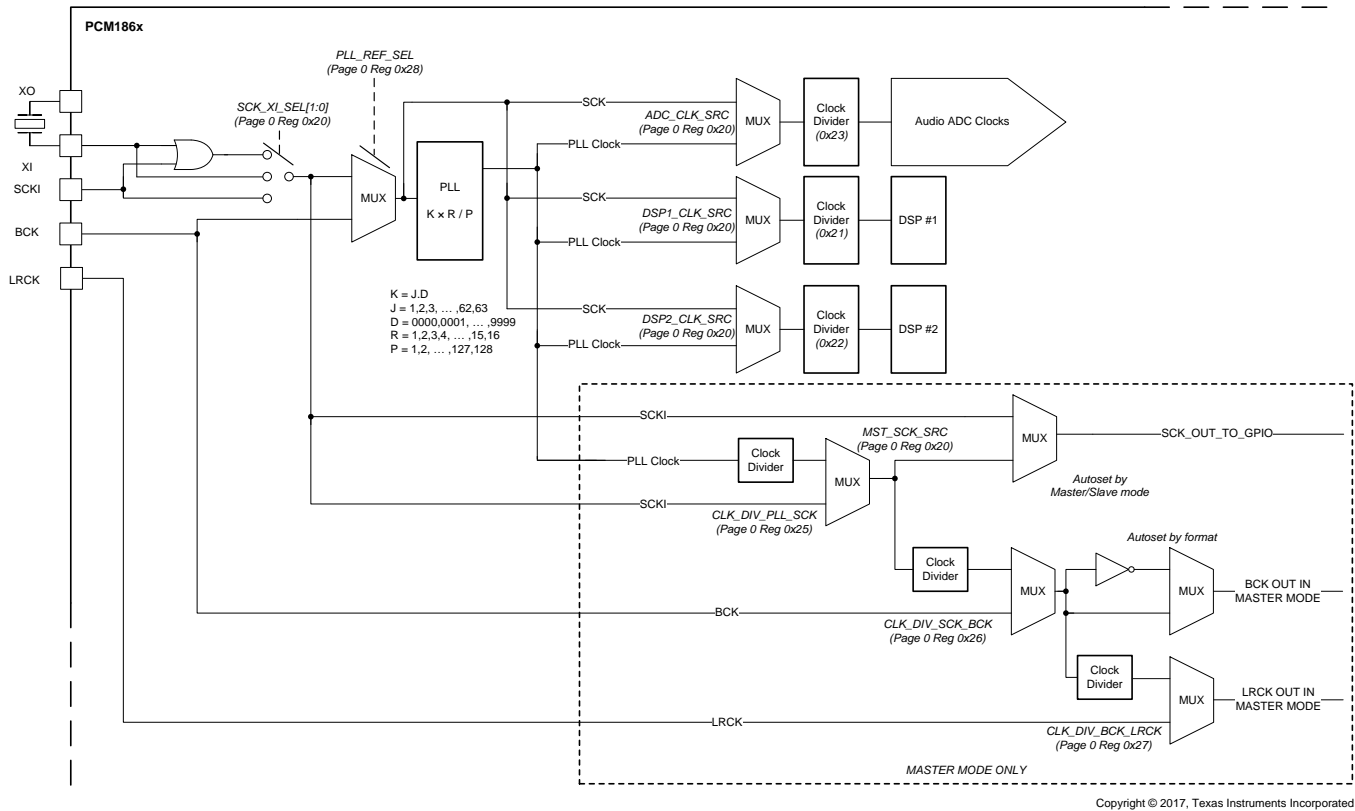 PCM186x
PLL_REF_SEL
(Page 0 Reg 0x28)
XO
SCK_XI_SEL[1:0]
(Page 0 Reg 0x20)
XI
SCKI
BCK
LRCK
MUX
PLL
K × R / P
K = J.D
J = 1,2,3, … ,62,63
D = 0000,0001, … ,9999
R = 1,2,3,4, … ,15,16
P = 1,2, … ,127,128
SCK
ADC_CLK_SRC
(Page 0 Reg 0x20)
PLL Clock
MUX
Clock
Divider
(0x23)
Audio ADC Clocks
SCK
DSP1_CLK_SRC
(Page 0 Reg 0x20)
PLL Clock
MUX
Clock
Divider
(0x21)
DSP #1
SCK
DSP2_CLK_SRC
(Page 0 Reg 0x20)
PLL Clock
MUX
Clock
Divider
(0x22)
DSP #2
SCKI
MST_SCK_SRC
(Page 0 Reg 0x20)
MUX
SCK_OUT_TO_GPIO
Autoset by
Master/Slave mode
PLL Clock
Clock
Divider
MUX
SCKI
CLK_DIV_PLL_SCK
(Page 0 Reg 0x25)
Clock
Divider
MUX
Autoset by format
MUX
BCK OUT IN
MASTER MODE
BCK
CLK_DIV_SCK_BCK
(Page 0 Reg 0x26)
Clock
Divider
MUX
LRCK OUT IN
MASTER MODE
LRCK
CLK_DIV_BCK_LRCK
(Page 0 Reg 0x27)
MASTER MODE ONLY
Copyright © 2017, Texas Instruments Incorporated